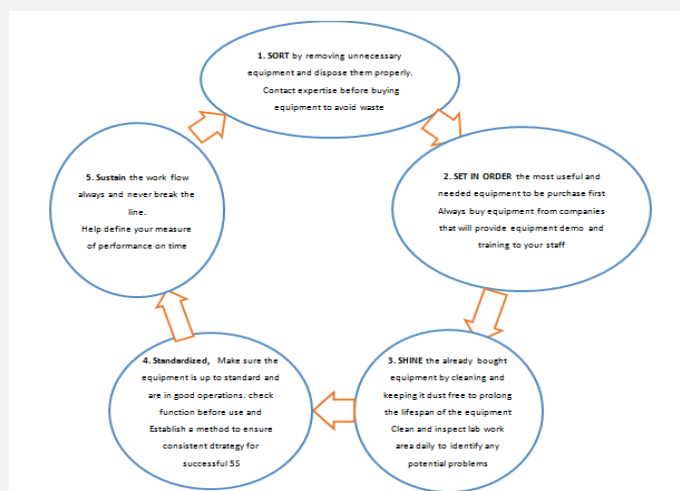 1. SORT by removing unnecessary
equipment and dispose them properly.
Contact expertise before buying
equipment to avoid waste
2. SET IN ORDER the most useful and
needed equipment to be purchase first
Always buy equipment from companies
that will provide equipment demo and
training to your staff
3. SHINE the already bought
equipment by cleaning and
keeping it dust free to prolong
the lifespan of the equipment
Clean and inspect lab work
area daily to identify any
potential problems
4. Standardized, Make sure the
equipment is up to standard and
are in good operations. check
function before use and
Establish a method to ensure
consistent dtrategy for
successful 5S
5. Sustain the work flow
always and never break the
line.
Help define your measure
of performance on time